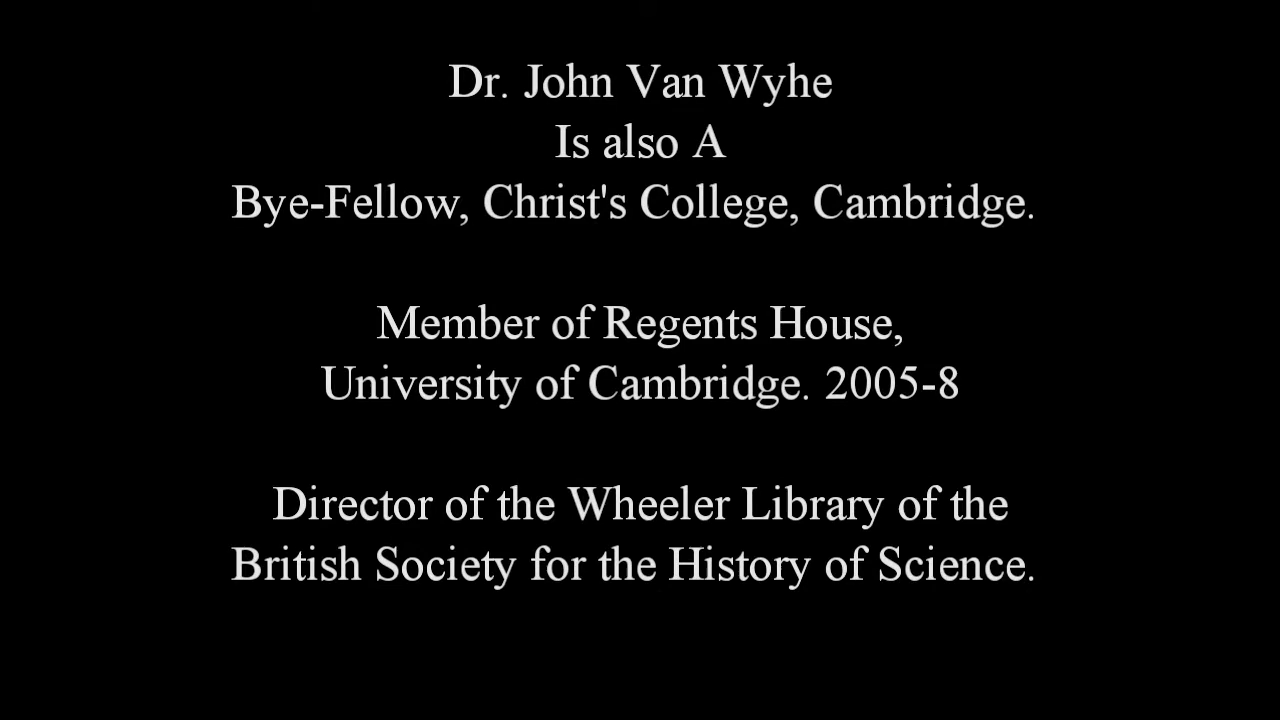 Dr. John Van Wyhe
Is also A
Bye-Fellow, Christ's College, Cambridge.
Member of Regents House,
University of Cambridge. 2005-8
Director of the Wheeler Library of the
British Society for the History of Science.